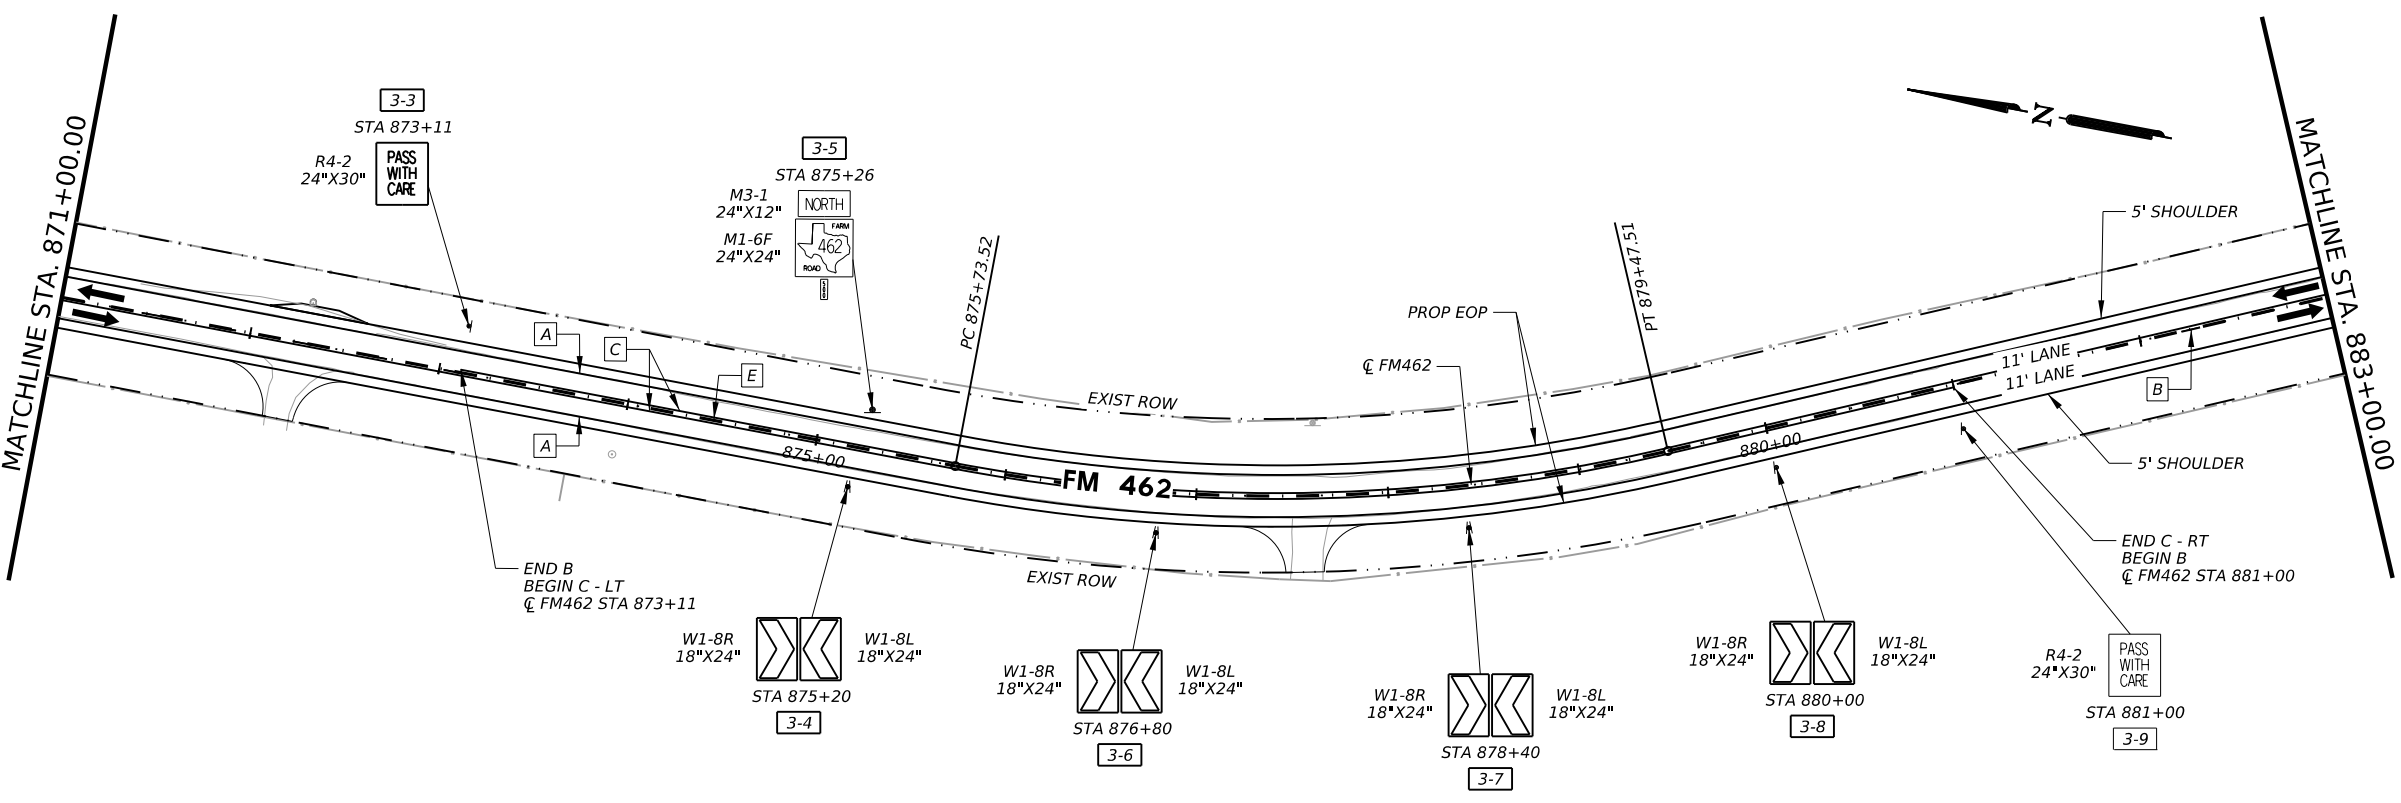 MATCHLINE STA. 871+00.00
3-3
STA 873+11
R4-2
24"X30"
PASS
WITH
CARE
3-5
STA 875+26
M3-1
24"X12"
NORTH
M1-6F
24"X24"
FARM
462
ROAD
PC 875+73.52
PT 879+47.51
N
5' SHOULDER
MATCHLINE STA. 883+00.00
A
C
E
A
PROP EOP
℄ FM462
EXIST ROW
11' LANE
11' LANE
B
875+00
FM 462
880+00
5' SHOULDER
END B
BEGIN C - LT
℄ FM462 STA 873+11
EXIST ROW
END C - RT
BEGIN B
℄ FM462 STA 881+00
W1-8R
18"X24"
W1-8L
18"X24"
STA 875+20
3-4
W1-8R
18"X24"
W1-8L
18"X24"
STA 876+80
3-6
W1-8R
18"X24"
W1-8L
18"X24"
STA 878+40
3-7
W1-8R
18"X24"
W1-8L
18"X24"
STA 880+00
3-8
R4-2
24"X30"
PASS
WITH
CARE
STA 881+00
3-9